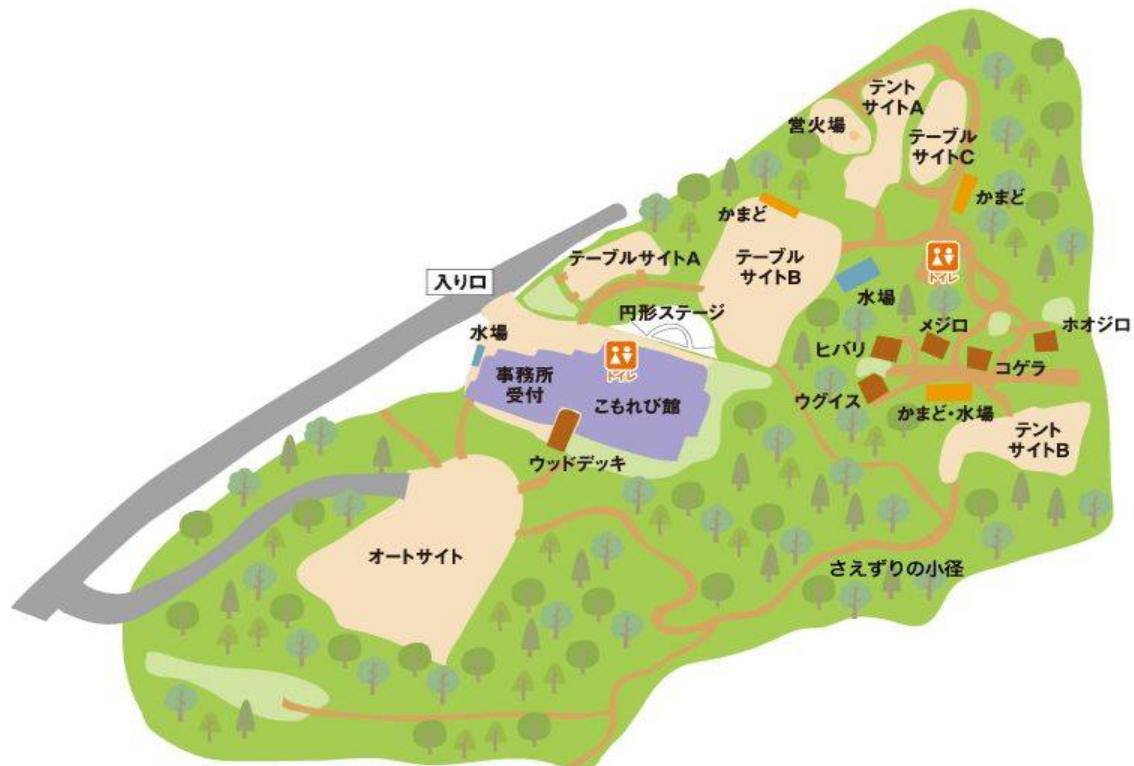 テント
サイトA
営火場
テーブル
サイトC
かまど
かまど
テーブルサイトA
テーブル
サイトB
トイレ
入り口
水場
円形ステージ
水場
メジロ
ホオジロ
ヒバリ
コゲラ
トイレ
事務所
受付
こもれび館
ウグイス
かまど・水場
テント
サイトB
ウッドデッキ
オートサイト
さえずりの小径